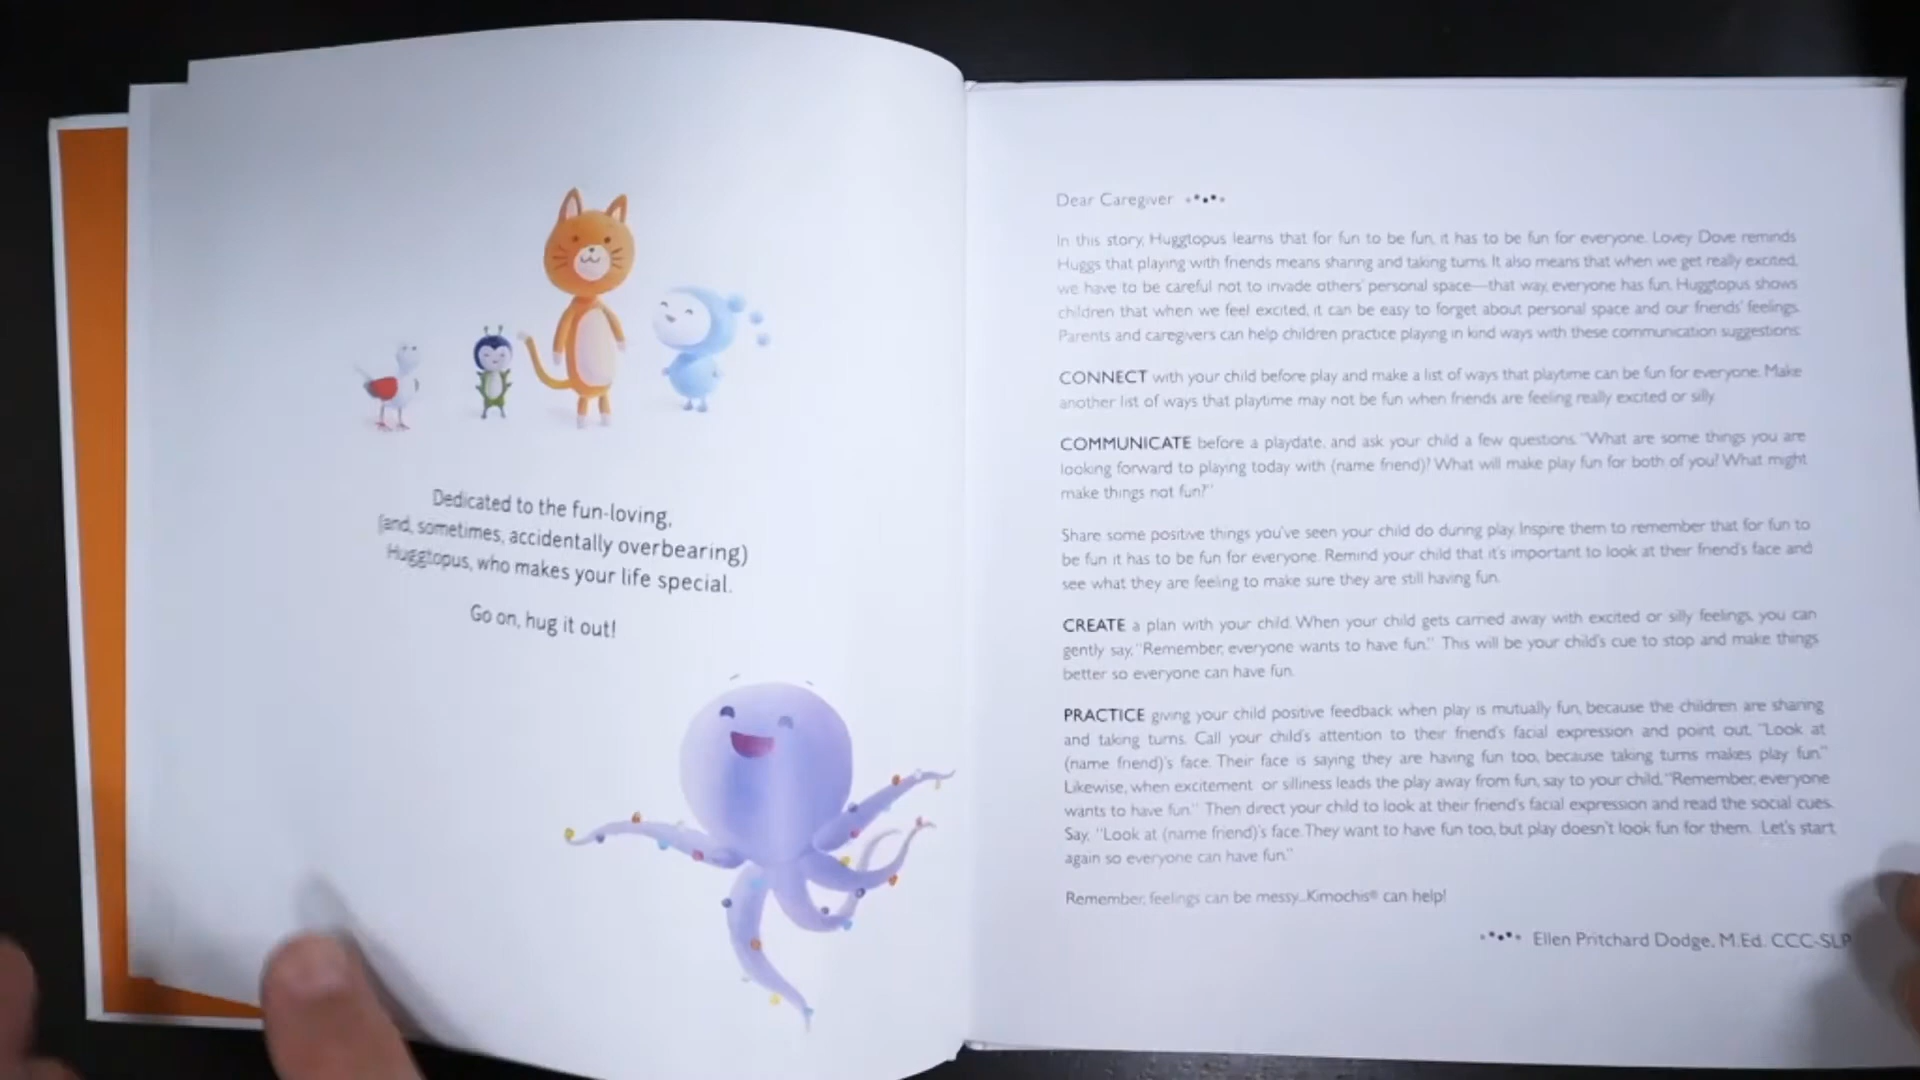 Dedicated to the fun-loving,
(and, sometimes, accidentally overbearing)
Huggtopus, who makes your life special.
Go on, hug it out!
Dear Caregiver
In this story, Huggtopus learns that for fun to be fun, it has to be fun for everyone. Lovey Dove reminds
Huggs that playing with friends means sharing and taking turns. It also means that when we get really excited,
we have to be careful not to invade others' personal space—that way, everyone has fun. Huggtopus shows
children that when we feel excited, it can be easy to forget about personal space and our friends' feelings.
Parents and caregivers can help children practice playing in kind ways with these communication suggestions:
CONNECT with your child before play and make a list of ways that playtime can be fun for everyone. Make
another list of ways that playtime may not be fun when friends are feeling really excited or silly.
COMMUNICATE before a playdate, and ask your child a few questions. "What are some things you are
looking forward to playing today with (name friend)? What will make play fun for both of you? What might
make things not fun?"
Share some positive things you've seen your child do during play. Inspire them to remember that for fun to
be fun it has to be fun for everyone. Remind your child that it's important to look at their friend's face and
see what they are feeling to make sure they are still having fun.
CREATE a plan with your child. When your child gets carried away with excited or silly feelings, you can
gently say, "Remember, everyone wants to have fun." This will be your child's cue to stop and make things
better so everyone can have fun.
PRACTICE giving your child positive feedback when play is mutually fun, because the children are sharing
and taking turns. Call your child's attention to their friend's facial expression and point out, "Look at
(name friend)'s face. Their face is saying they are having fun too, because taking turns makes play fun."
Likewise, when excitement or silliness leads the play away from fun, say to your child, "Remember, everyone
wants to have fun." Then direct your child to look at their friend's facial expression and read the social cues.
Say, "Look at (name friend)'s face. They want to have fun too, but play doesn't look fun for them. Let's start
again so everyone can have fun."
Remember, feelings can be messy...Kimochis® can help!
Ellen Pritchard Dodge, M.Ed. CCC-SLP